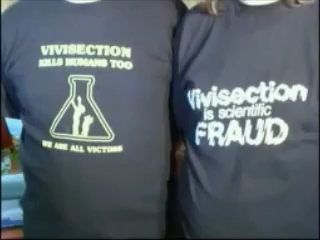 VIVISECTION
KILLS HUMANS TOO
WE ARE ALL VICTIMS
Vivisection
is scientific
FRAUD